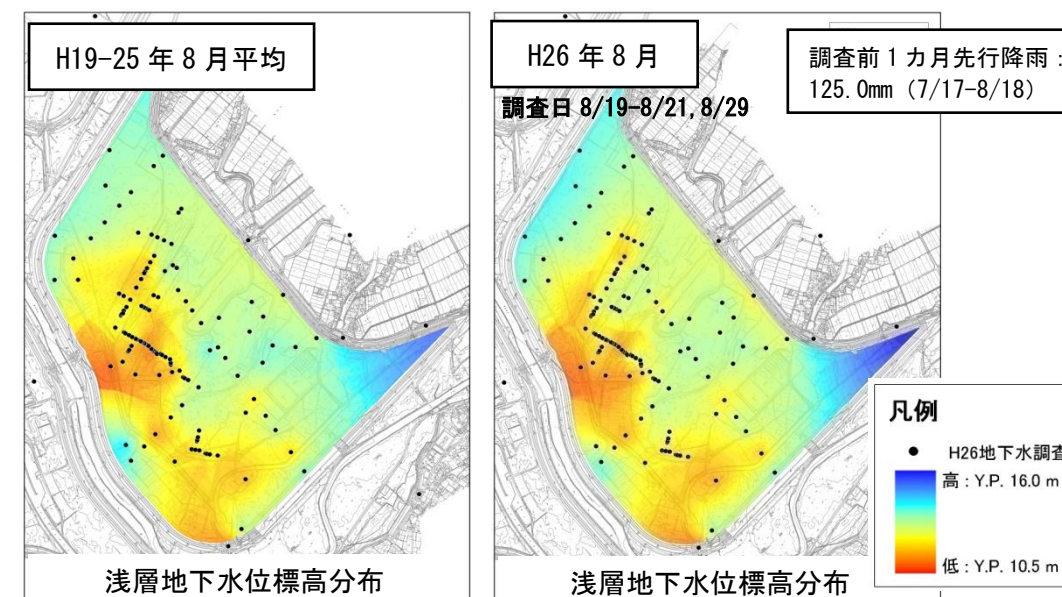 H19-25 年 8 月平均
H26 年 8 月
調査日 8/19-8/21, 8/29
調査前 1 カ月先行降雨：
125.0mm (7/17-8/18)
凡例
H26地下水調査
高 : Y.P. 16.0 m
低 : Y.P. 10.5 m
浅層地下水位標高分布
浅層地下水位標高分布